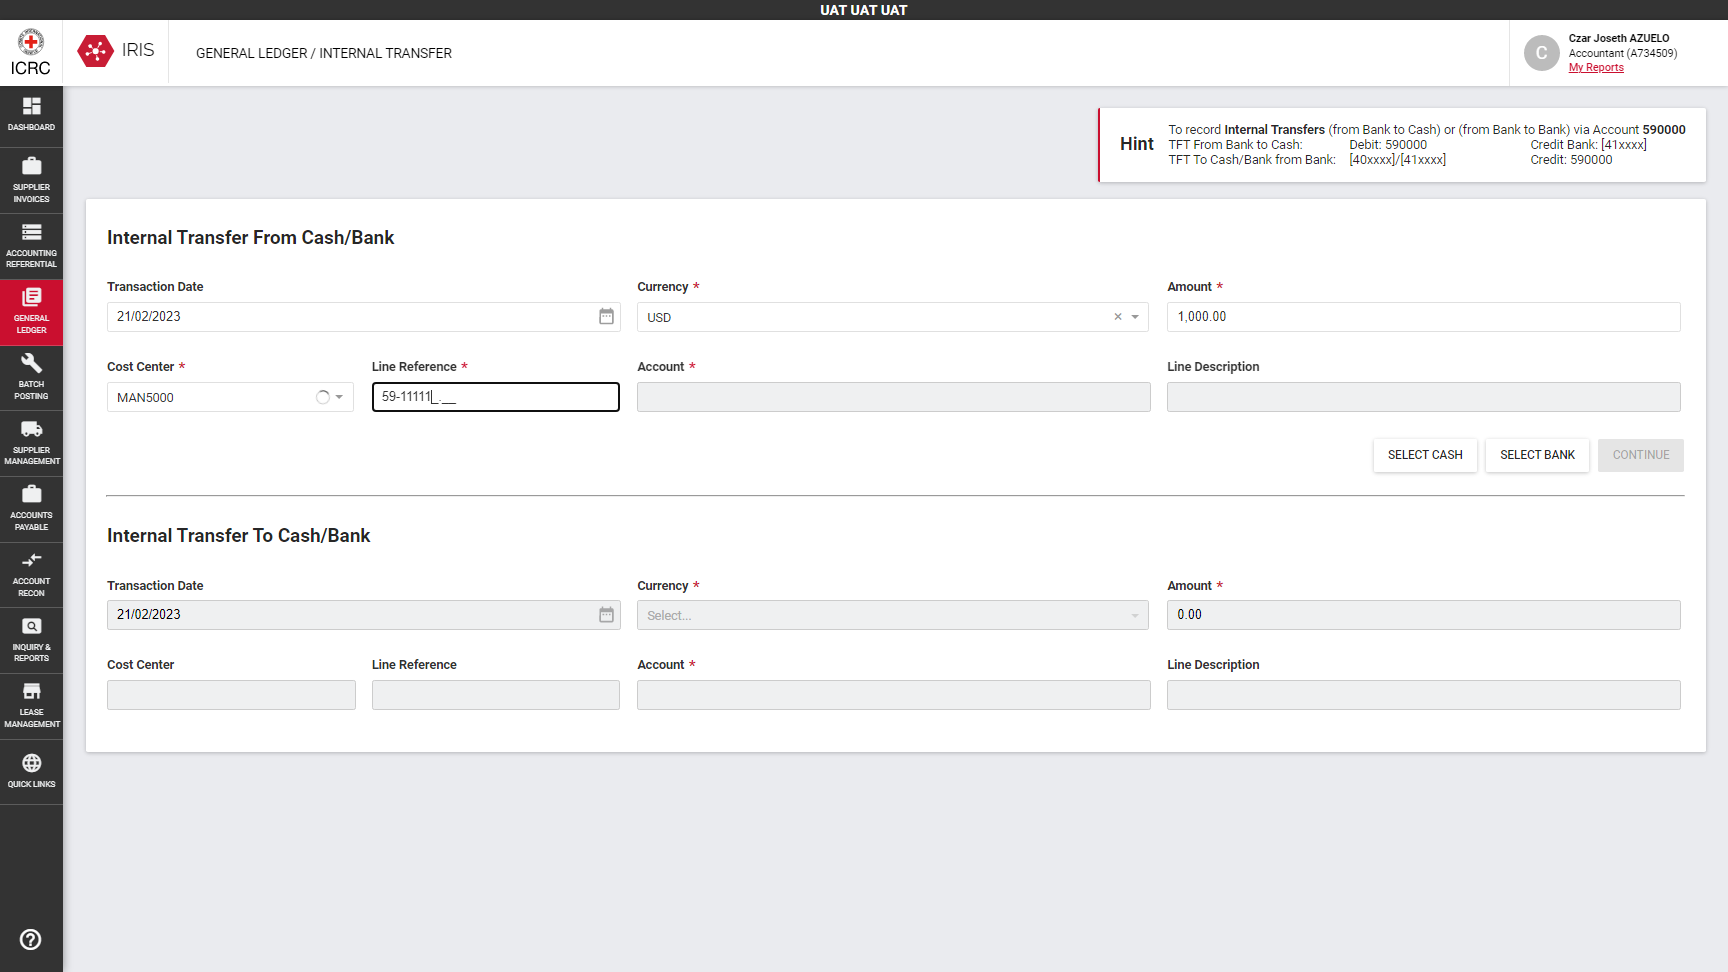 UAT UAT UAT
ICRC
IRIS
GENERAL LEDGER / INTERNAL TRANSFER
C
Czar Joseth AZUELO
Accountant (A734509)
My Reports
DASHBOARD
SUPPLIER
INVOICES
ACCOUNTING
REFERENTIAL
GENERAL
LEDGER
BATCH
POSTING
SUPPLIER
MANAGEMENT
ACCOUNTS
PAYABLE
ACCOUNT
RECON
INQUIRY &
REPORTS
LEASE
MANAGEMENT
QUICK LINKS
Hint
To record Internal Transfers (from Bank to Cash) or (from Bank to Bank) via Account 590000
TFT From Bank to Cash: Debit: 590000 Credit Bank: [41xxxx]
TFT To Cash/Bank from Bank: [40xxxx]/[41xxxx] Credit: 590000
Internal Transfer From Cash/Bank
Transaction Date Currency * Amount *
21/02/2023 USD 1,000.00
Cost Center * Line Reference * Account * Line Description
MAN5000 59-11111_.__
SELECT CASH SELECT BANK CONTINUE
Internal Transfer To Cash/Bank
Transaction Date Currency * Amount *
21/02/2023 Select... 0.00
Cost Center Line Reference Account * Line Description